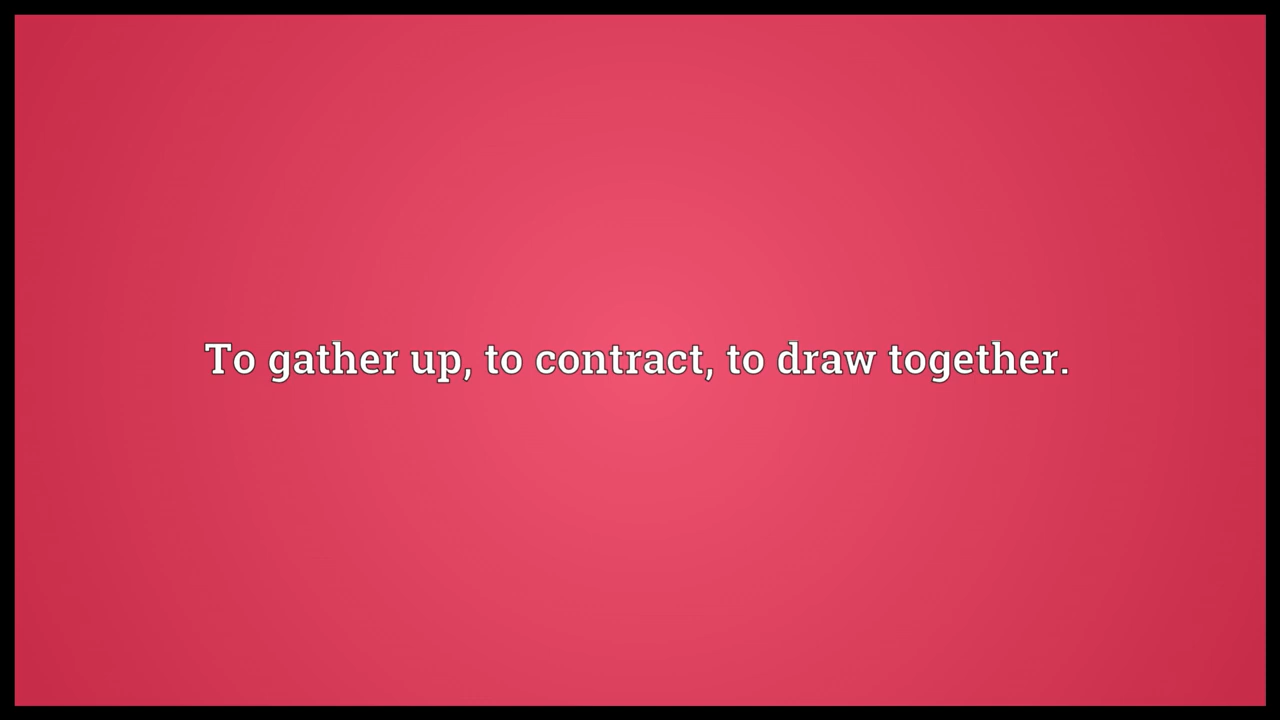 To gather up, to contract, to draw together.